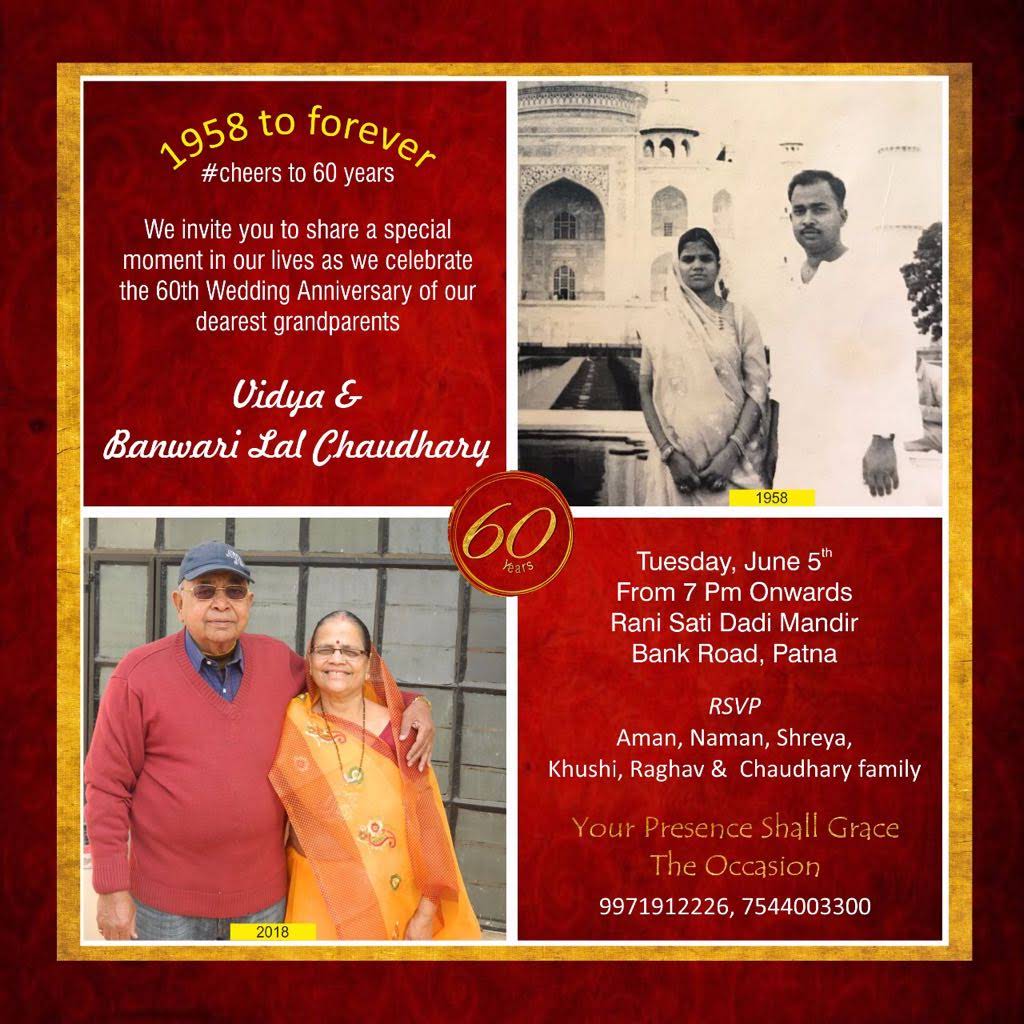 1958 to forever
#cheers to 60 years
We invite you to share a special
moment in our lives as we celebrate
the 60th Wedding Anniversary of our
dearest grandparents
Vidya &
Banwari Lal Chaudhary
1958
60
Years
2018
Tuesday, June 5th
From 7 Pm Onwards
Rani Sati Dadi Mandir
Bank Road, Patna
RSVP
Aman, Naman, Shreya,
Khushi, Raghav & Chaudhary family
Your Presence Shall Grace
The Occasion
9971912226, 7544003300